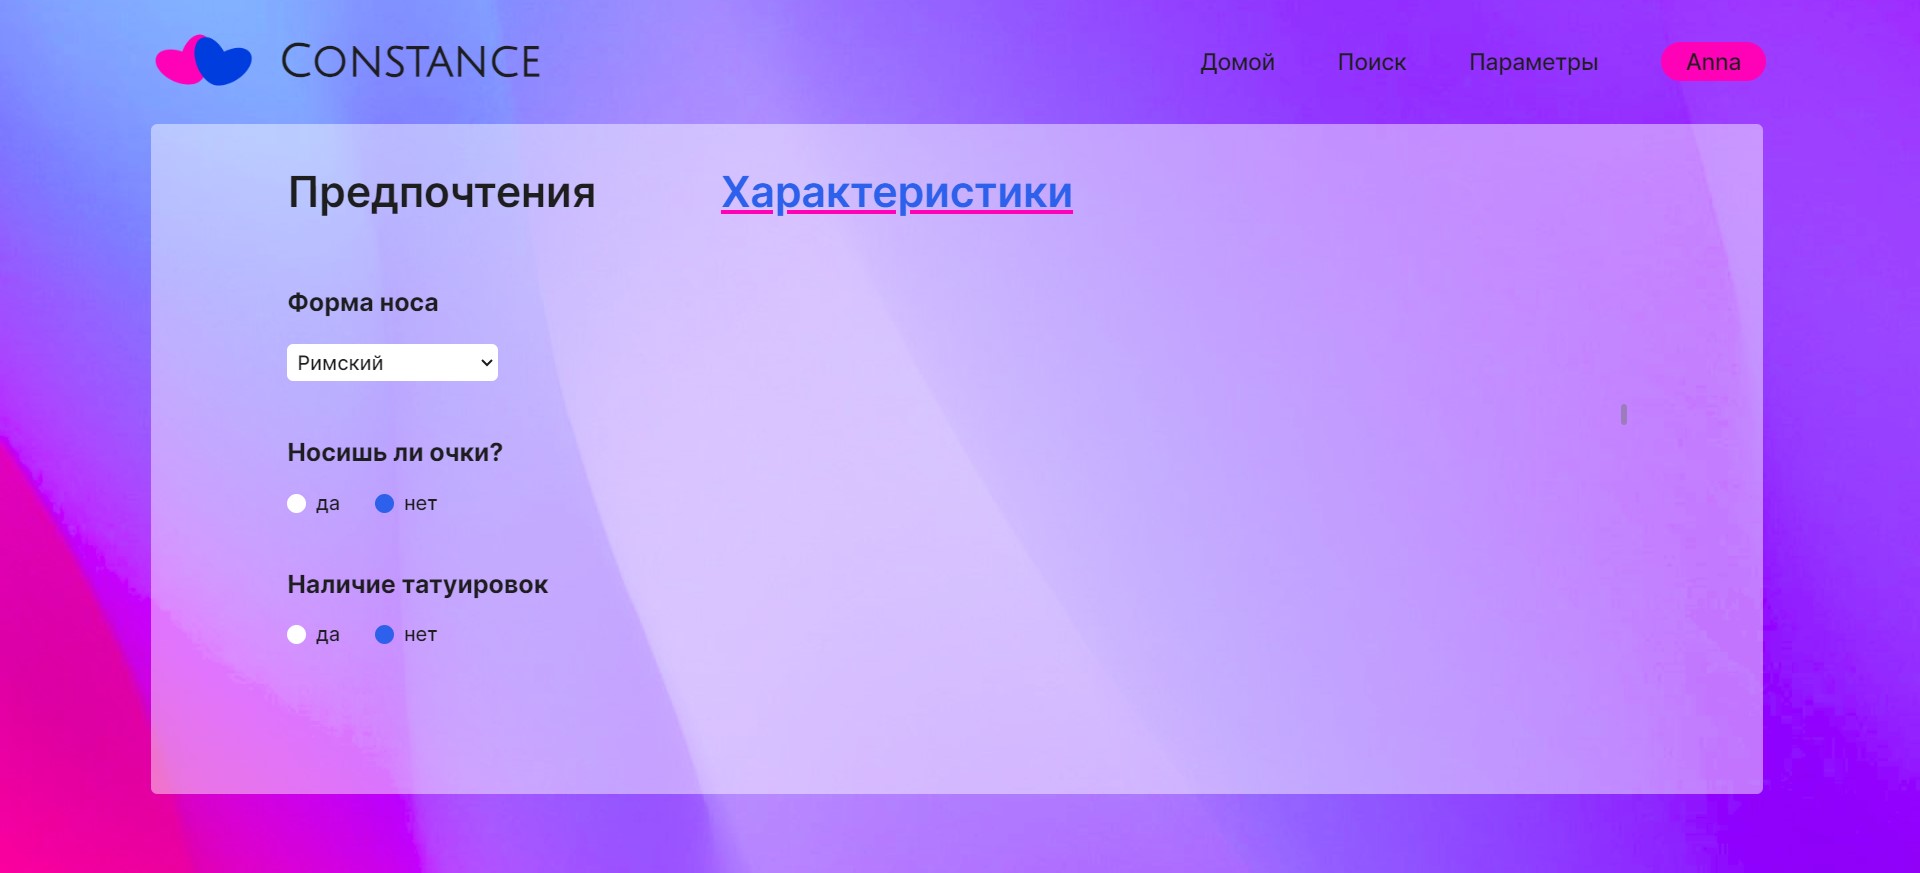 CONSTANCE
Домой Поиск Параметры Anna
Предпочтения Характеристики
Форма носа
Римский
Носишь ли очки?
да нет
Наличие татуировок
да нет